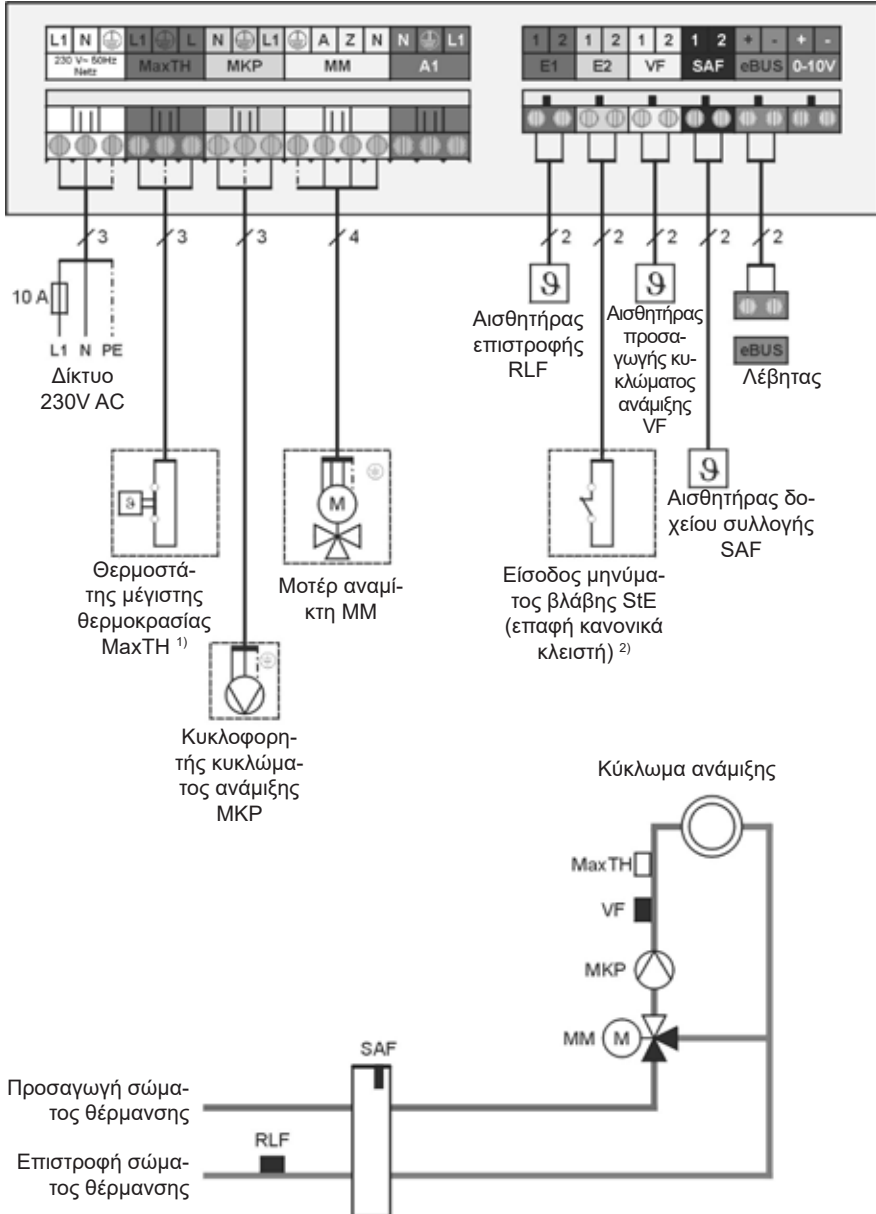 L1 N L1 L N L1 A Z N N L1
230 V~ 50Hz
Netz
MaxTH MKP MM A1
1 2 1 2 1 2 1 2 + - + -
E1 E2 VF SAF eBUS 0-10V
3 3 3 4 2 2 2 2 2
10 A
L1 N PE
Δίκτυο
230V AC
ϑ
Αισθητήρας
επιστροφής
RLF
ϑ
Αισθητήρας
προσα-
γωγής κυ-
κλώματος
ανάμιξης
VF
eBUS
Λέβητας
ϑ
Θερμοστά-
της μέγιστης
θερμοκρασίας
MaxTH 1)
M
Μοτέρ αναμί-
κτη MM
Είσοδος μηνύμα-
τος βλάβης StE
(επαφή κανονικά
κλειστή) 2)
ϑ
Αισθητήρας δο-
χείου συλλογής
SAF
Κυκλοφορη-
τής κυκλώμα-
τος ανάμιξης
MKP
Κύκλωμα ανάμιξης
MaxTH
VF
MKP
MM M
SAF
Προσαγωγή σώμα-
τος θέρμανσης
RLF
Επιστροφή σώμα-
τος θέρμανσης